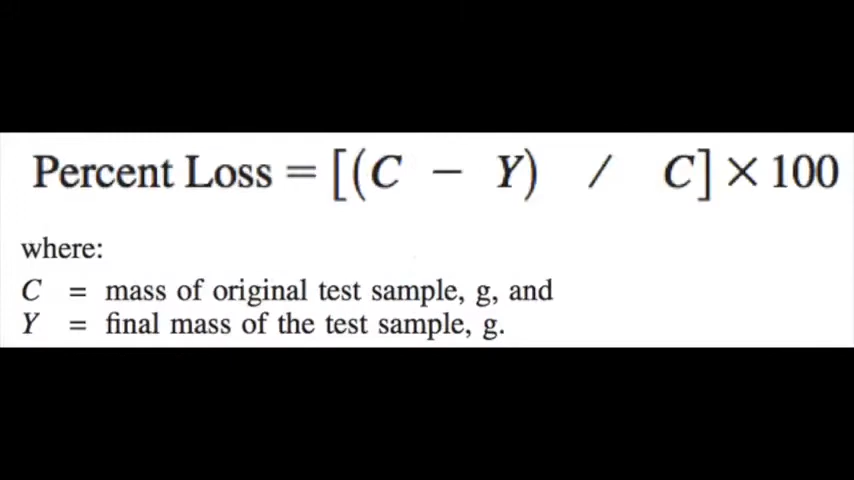 Percent Loss = [(C − Y) / C] × 100
where:
C = mass of original test sample, g, and
Y = final mass of the test sample, g.